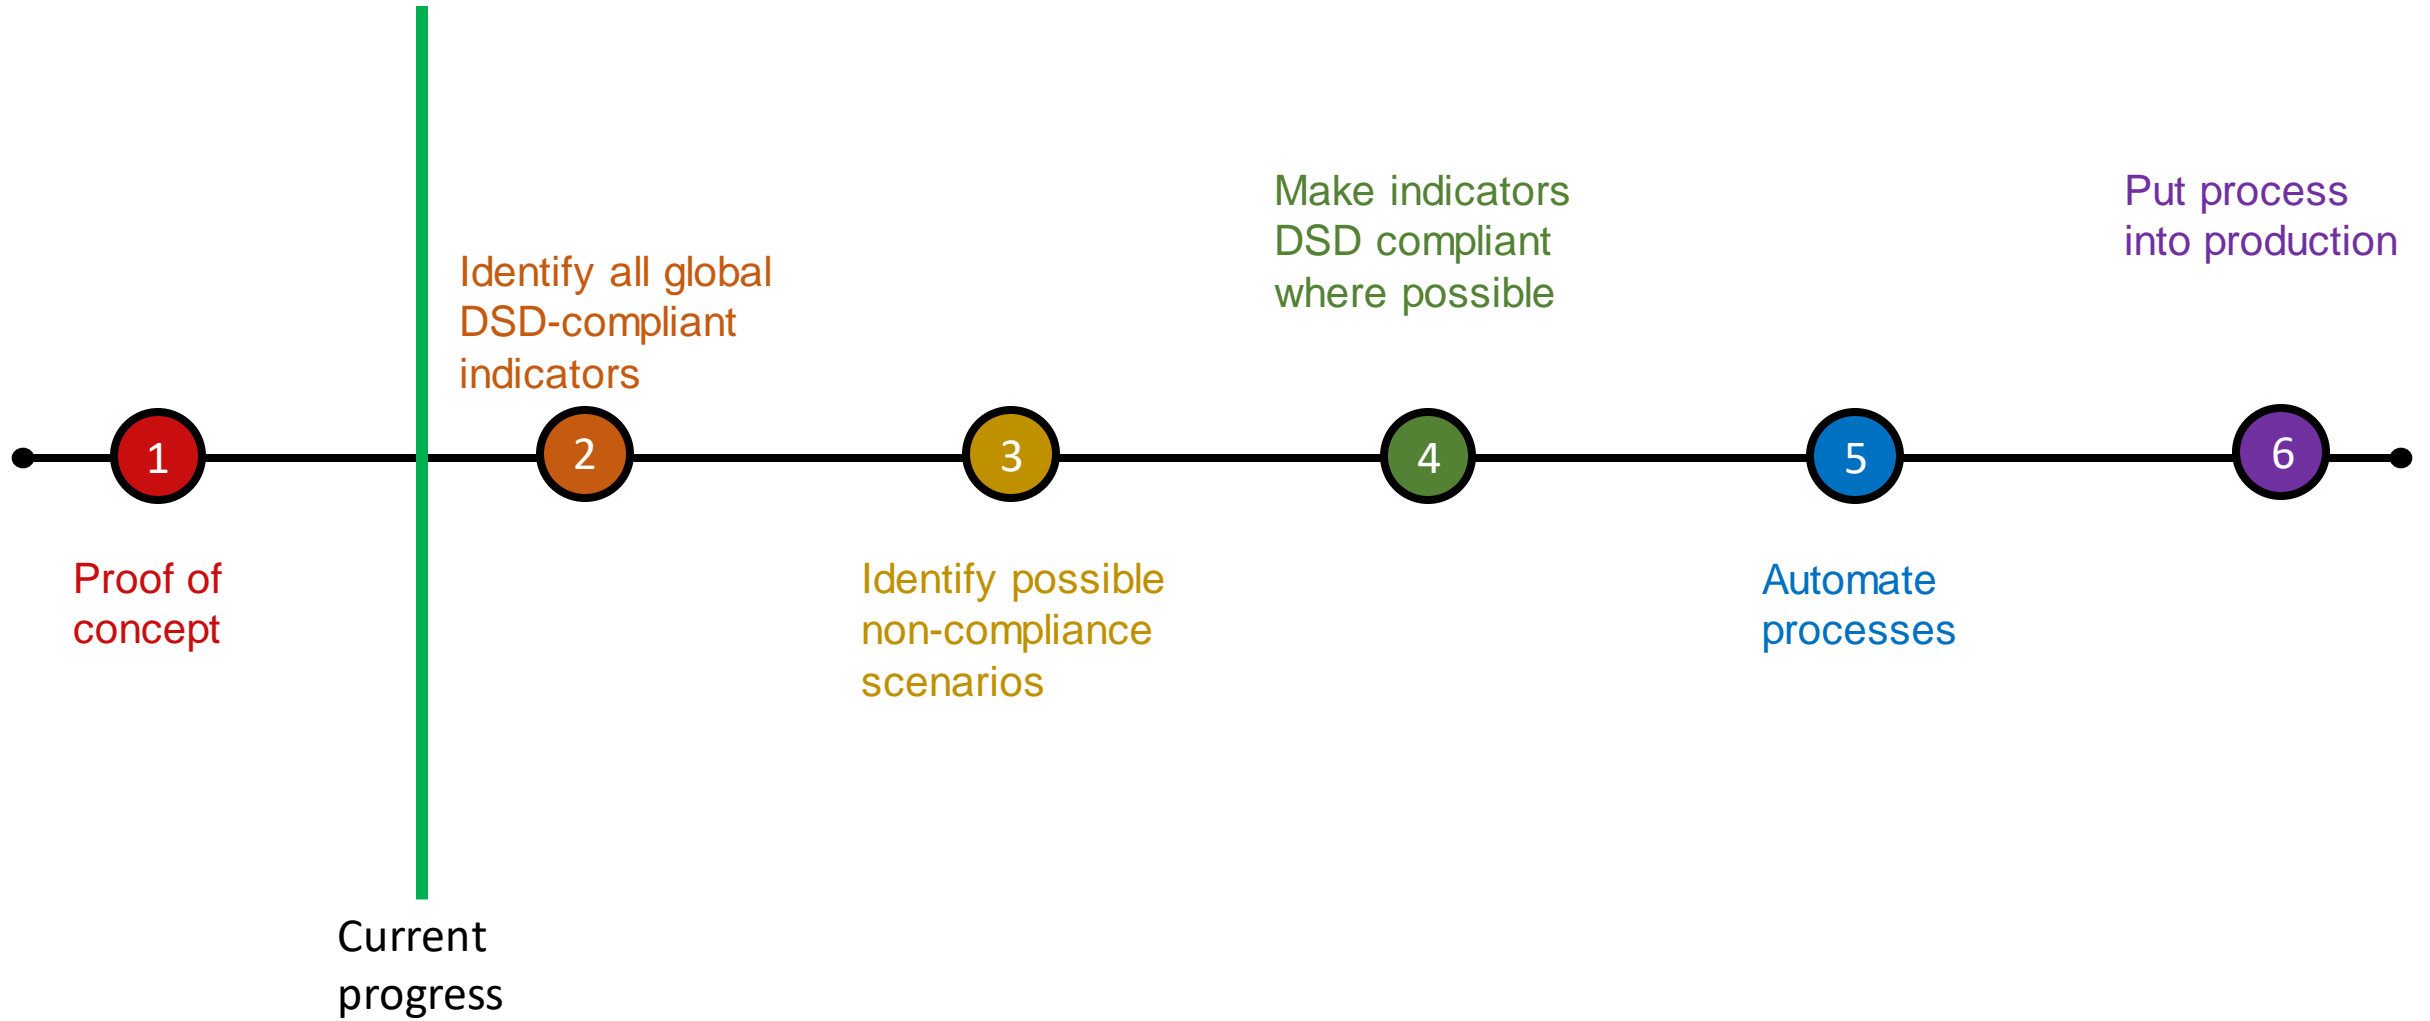 Make indicators
DSD compliant
where possible
Put process
into production
Identify all global
DSD-compliant
indicators
1
2
3
4
5
6
Proof of
concept
Identify possible
non-compliance
scenarios
Automate
processes
Current
progress